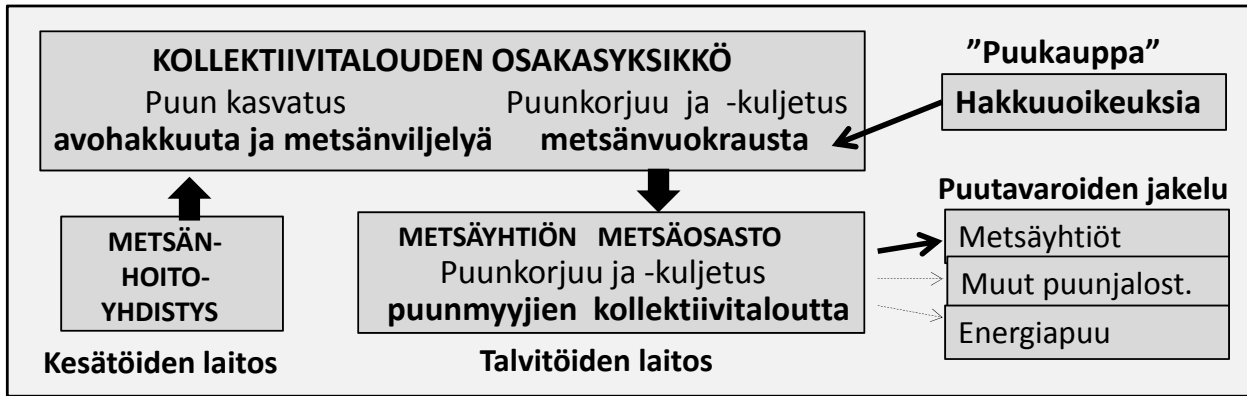 KOLLEKTIIVITALOUDEN OSAKASYKSIKKÖ
Puun kasvatus
avohakkuuta ja metsänviljelyä
Puunkorjuu ja -kuljetus
metsänvuokrausta
”Puukauppa”
Hakkuuoikeuksia
METSÄN-
HOITO-
YHDISTYS
Kesätöiden laitos
METSÄYHTIÖN METSÄOSASTO
Puunkorjuu ja -kuljetus
puunmyyjien kollektiivitaloutta
Talvitöiden laitos
Puutavaroiden jakelu
Metsäyhtiöt
Muut puunjalost.
Energiapuu